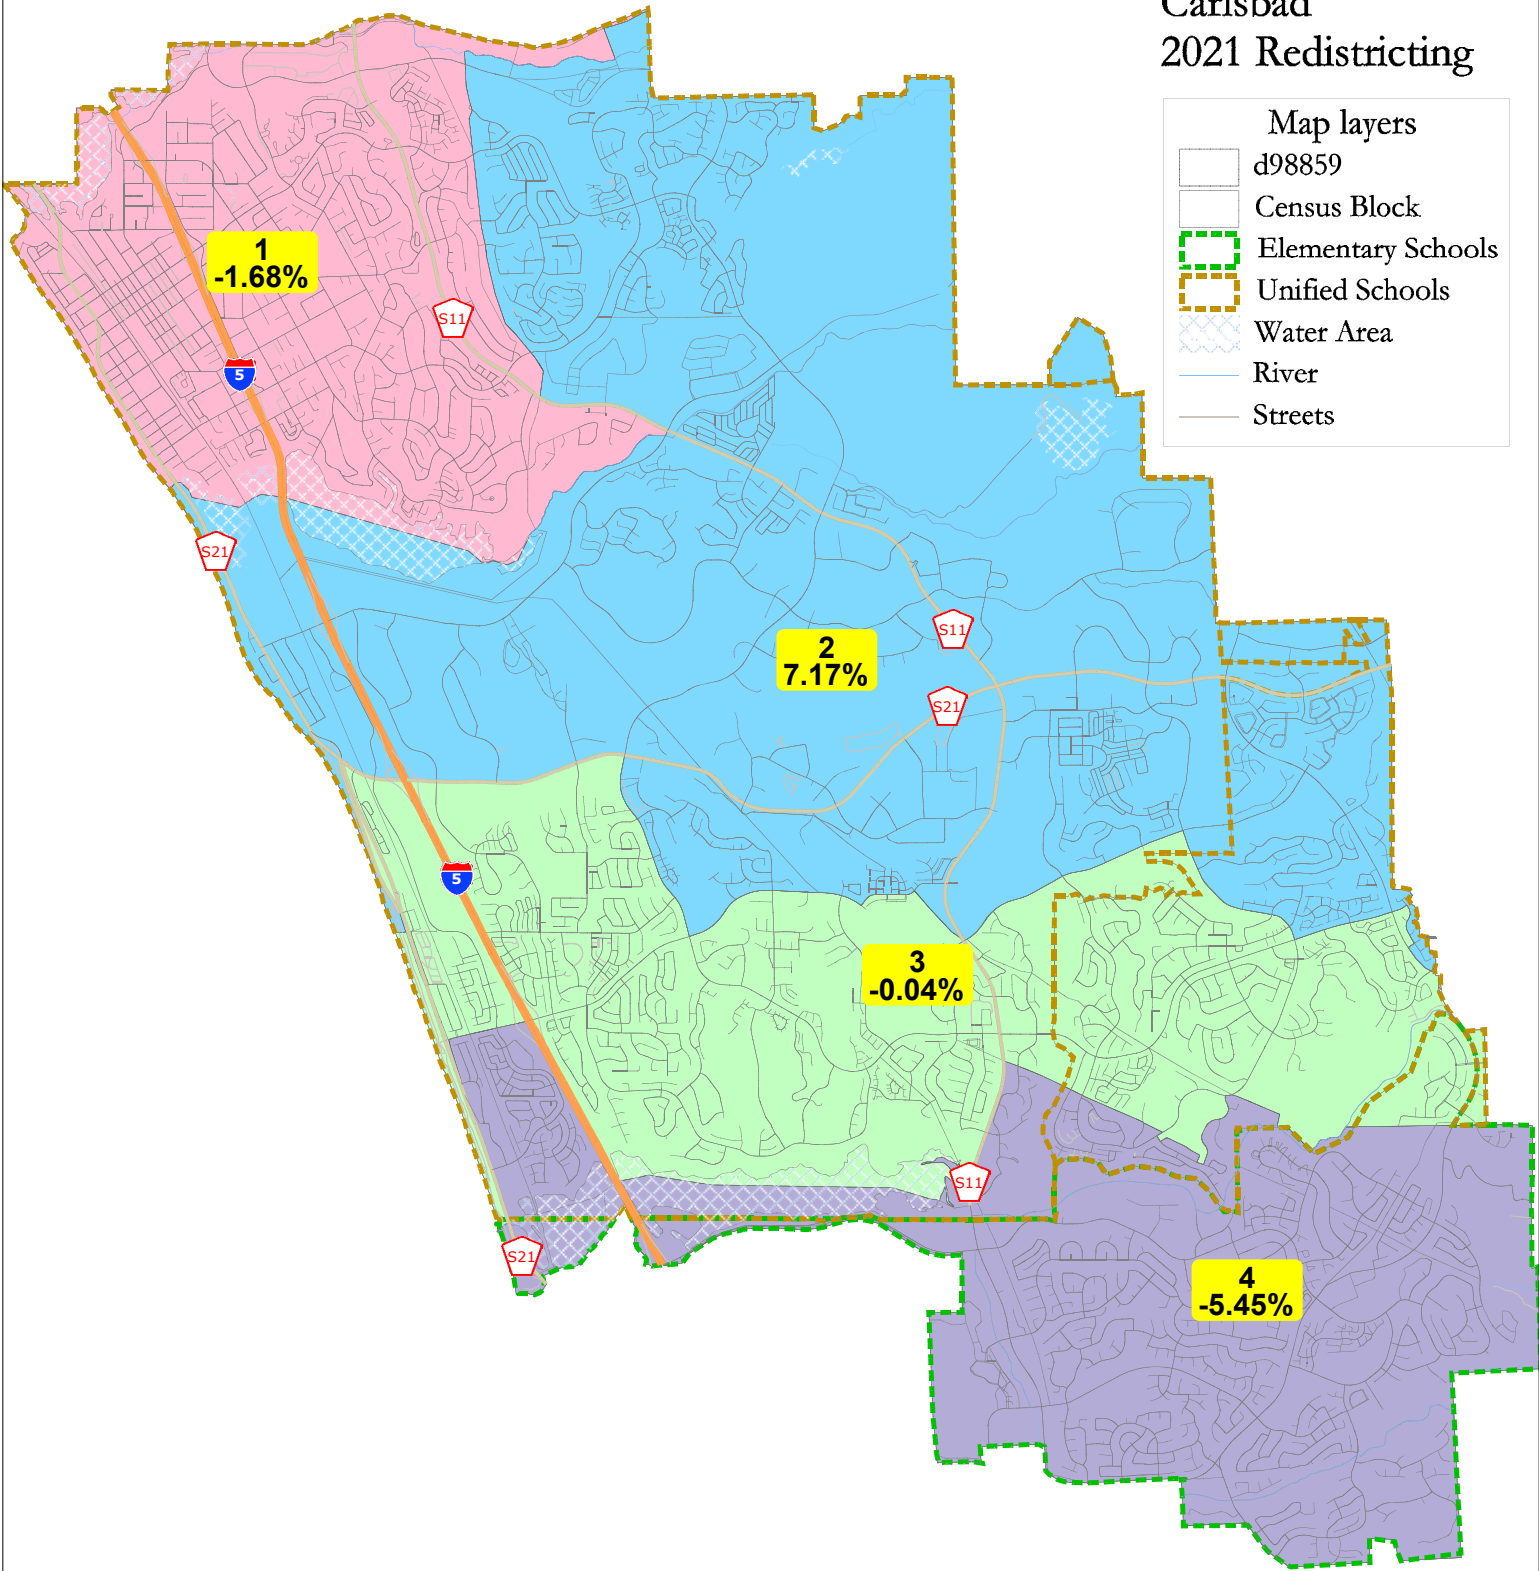 Carlsbad
2021 Redistricting
Map layers
d98859
Census Block
Elementary Schools
Unified Schools
Water Area
River
Streets
1
-1.68%
S11
5
S21
2
7.17%
S11
S21
5
3
-0.04%
S11
S21
4
-5.45%